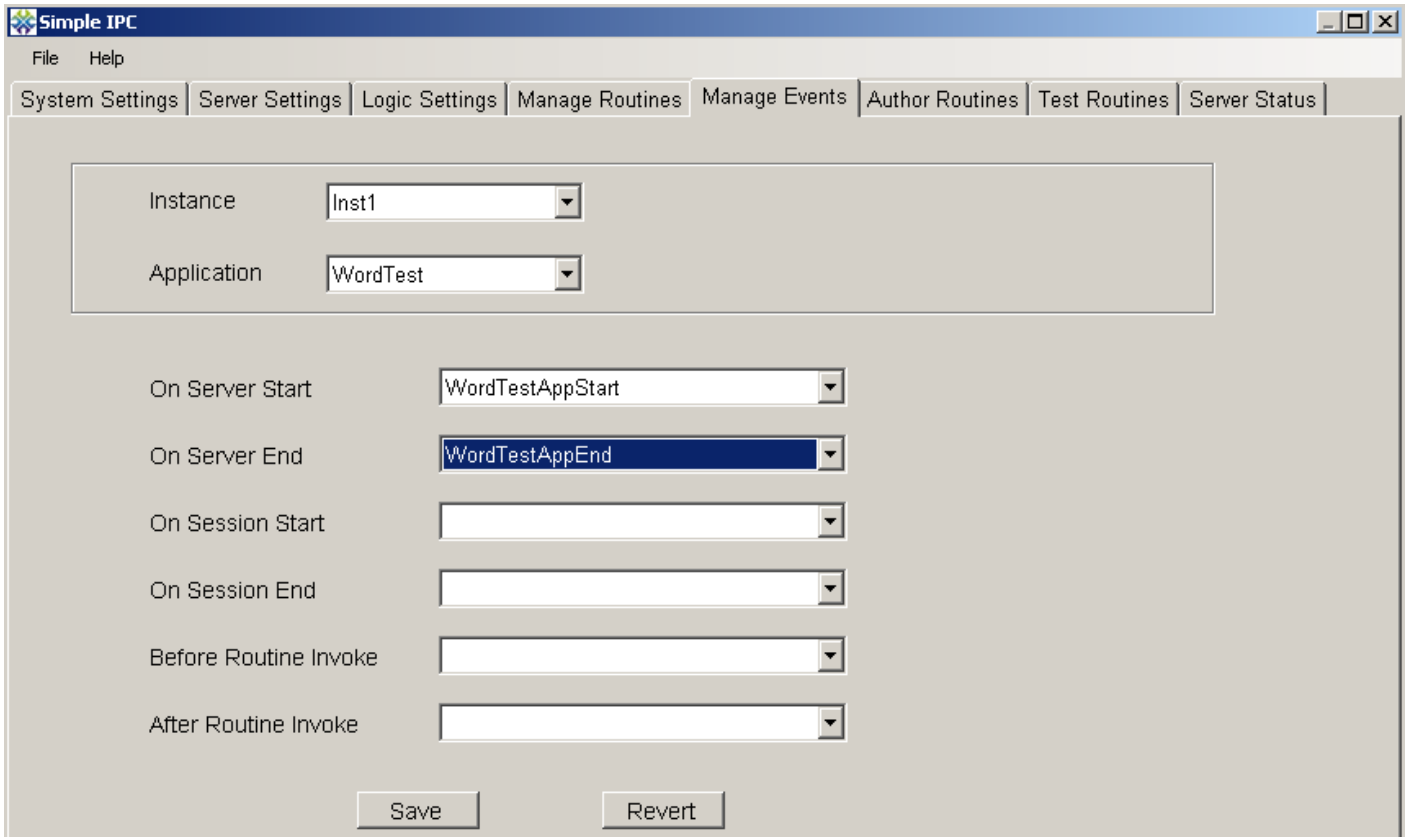 Simple IPC
File Help
System Settings Server Settings Logic Settings Manage Routines Manage Events Author Routines Test Routines Server Status
Instance Inst1
Application WordTest
On Server Start WordTestAppStart
On Server End WordTestAppEnd
On Session Start
On Session End
Before Routine Invoke
After Routine Invoke
Save Revert